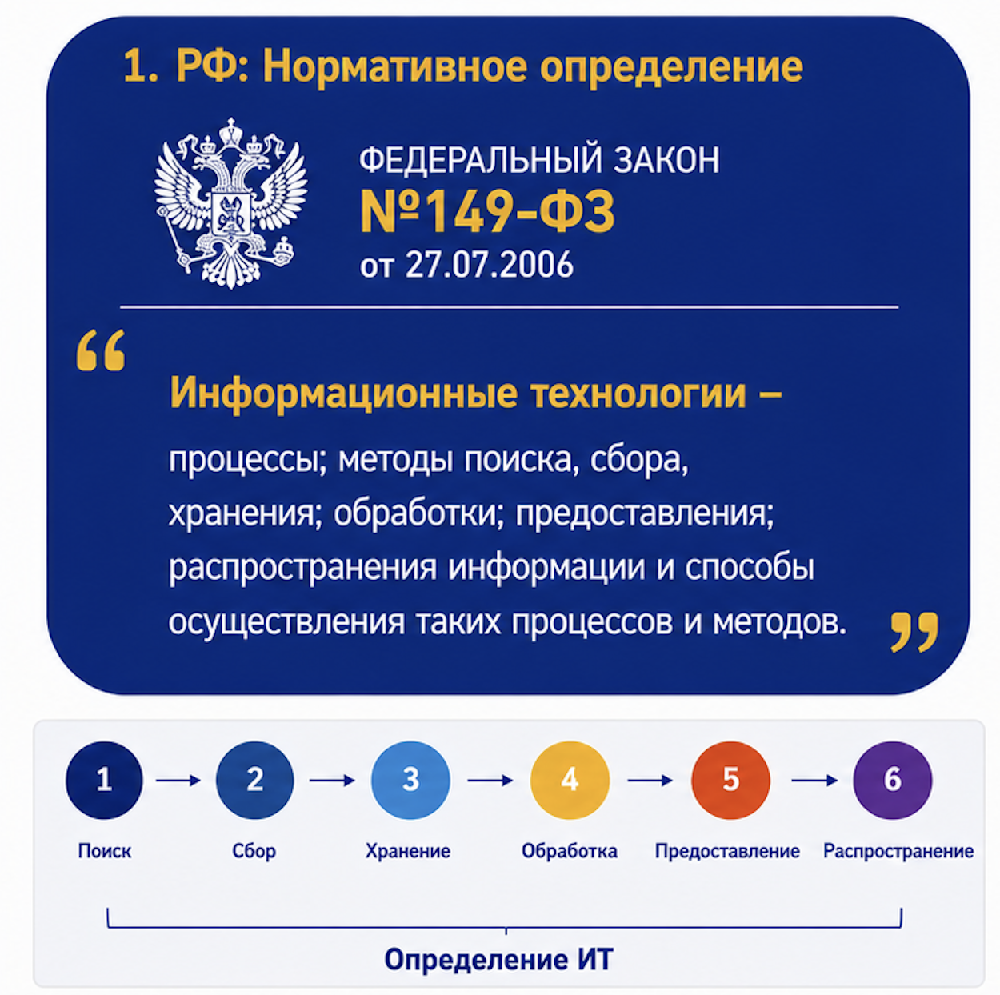 1. РФ: Нормативное определение
ФЕДЕРАЛЬНЫЙ ЗАКОН
№149-ФЗ
от 27.07.2006
“
Информационные технологии –
процессы; методы поиска, сбора,
хранения; обработки; предоставления;
распространения информации и способы
осуществления таких процессов и методов.
”
1 2 3 4 5 6
Поиск Сбор Хранение Обработка Предоставление Распространение
Определение ИТ